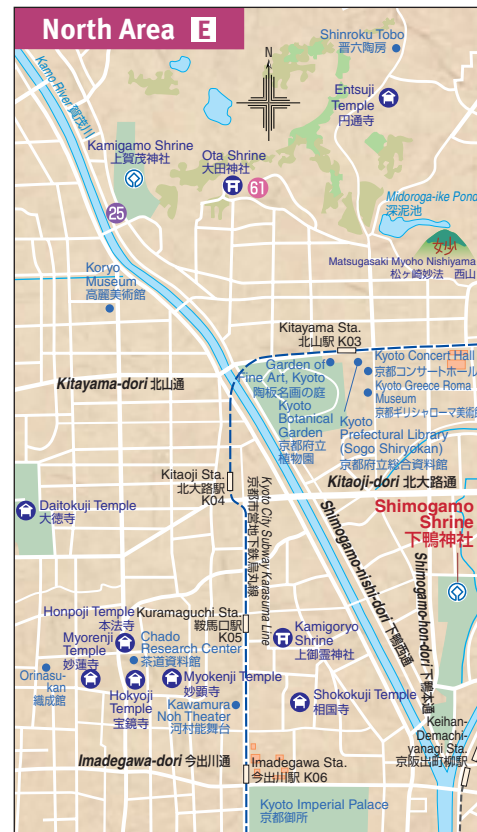 North Area E
Shinroku Tobo
晋六陶房
N
Entsuji
Temple
円通寺
Kamo River 賀茂川
Kamigamo Shrine
上賀茂神社
Ota Shrine
大田神社
61
25
Midoroga-ike Pond
深泥池
妙
Matsugasaki Myoho Nishiyama
松ヶ崎妙法 西山
Koryo
Museum
高麗美術館
Kitayama Sta.
北山駅 K03
Garden of
Fine Art, Kyoto
陶板名画の庭
Kyoto Concert Hall
京都コンサートホール
Kyoto Greece Roma
Museum
京都ギリシャローマ美術館
Kitayama-dori 北山通
Kyoto
Botanical
Garden
京都府立
植物園
Kyoto
Prefectural Library
(Sogo Shiryokan)
京都府立総合資料館
Kitaoji Sta.
北大路駅
K04
Kitaoji-dori 北大路通
Daitokuji Temple
大徳寺
Kyoto City Subway Karasuma Line
京都市営地下鉄烏丸線
Shimogamo-nishi-dori 下鴨西通
Shimogamo
Shrine
下鴨神社
Shimogamo-hon-dori 下鴨本通
Honpoji Temple
本法寺
Kuramaguchi Sta.
鞍馬口駅
K05
Myorenji
Temple
妙蓮寺
Chado
Research Center
茶道資料館
Kamigoryo
Shrine
上御霊神社
Orinasu-
kan
織成館
Hokyoji
Temple
宝鏡寺
Myokenji Temple
妙顕寺
Kawamura
Noh Theater
河村能舞台
Shokokuji Temple
相国寺
Keihan-
Demachi-
yanagi Sta.
京阪出町柳駅
Imadegawa-dori 今出川通
Imadegawa Sta.
今出川駅 K06
Kyoto Imperial Palace
京都御所